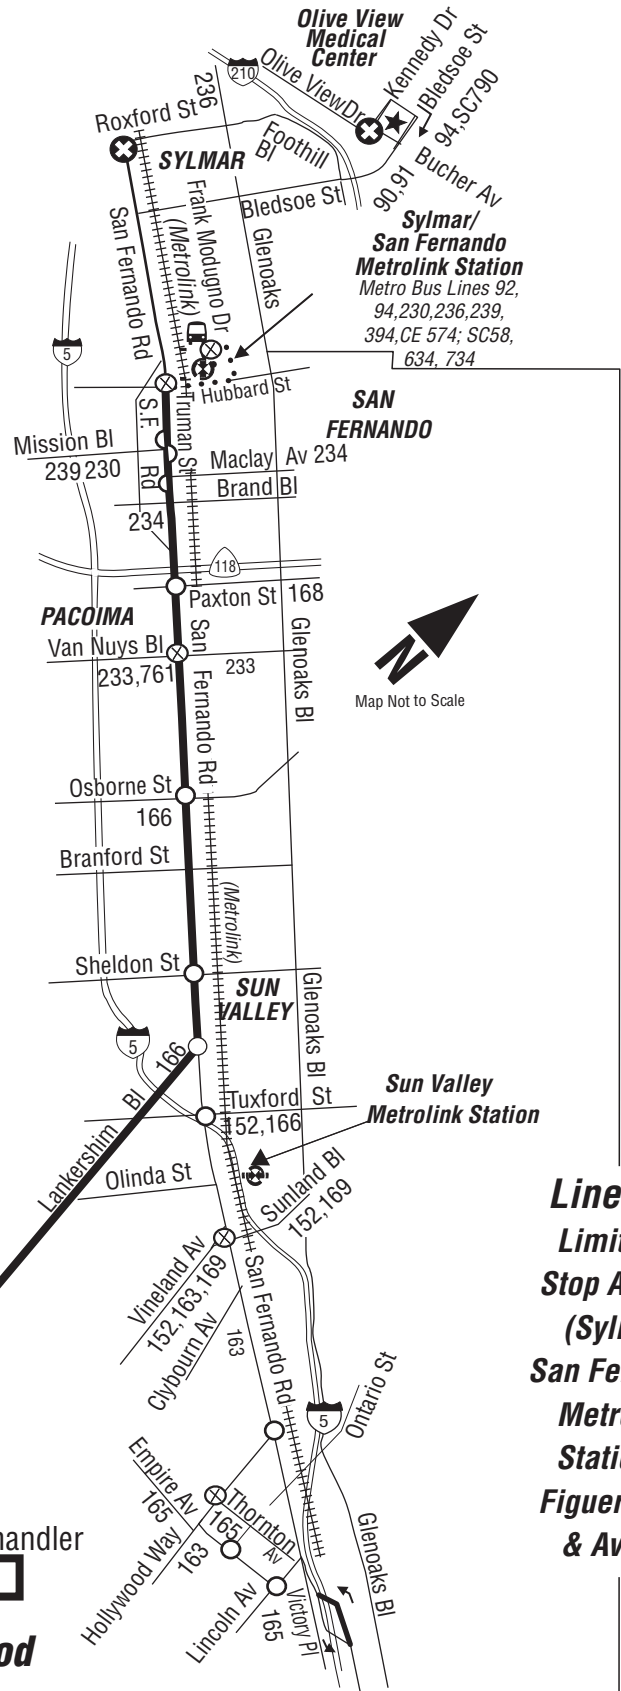 Olive View
Medical
Center
Kennedy Dr
Bledsoe St
94,SC790
Olive View Dr
210
236
Roxford St
Foothill
Bl
SYLMAR
Bucher Av
90,91
Bledsoe St
San Fernando Rd
Frank Modugno Dr
(Metrolink)
Glenoaks
Sylmar/
San Fernando
Metrolink Station
Metro Bus Lines 92,
94,230,236,239,
394,CE 574; SC58,
634, 734
5
Hubbard St
Truman St
S.F.
Rd
SAN
FERNANDO
Mission Bl
239 230
Maclay Av 234
Brand Bl
234
118
Paxton St 168
PACOIMA
Van Nuys Bl
233,761
233
San
Fernando Rd
Glenoaks Bl
N
Map Not to Scale
Osborne St
166
Branford St
(Metrolink)
Sheldon St
SUN
VALLEY
Glenoaks Bl
5
166
Lankershim Bl
Tuxford St
152,166
Sun Valley
Metrolink Station
Olinda St
Sunland Bl
152,169
Vineland Av
152,163,169
Clybourn Av
163
San Fernando Rd
5
Ontario St
Empire Av
165
Thornton
Av
165
Hollywood Way
163
Lincoln Av
165
Victory Pl
Glenoaks Bl
Line
Limit
Stop A
San Fe
Metr
Stati
Figuer
& Av
handler
od